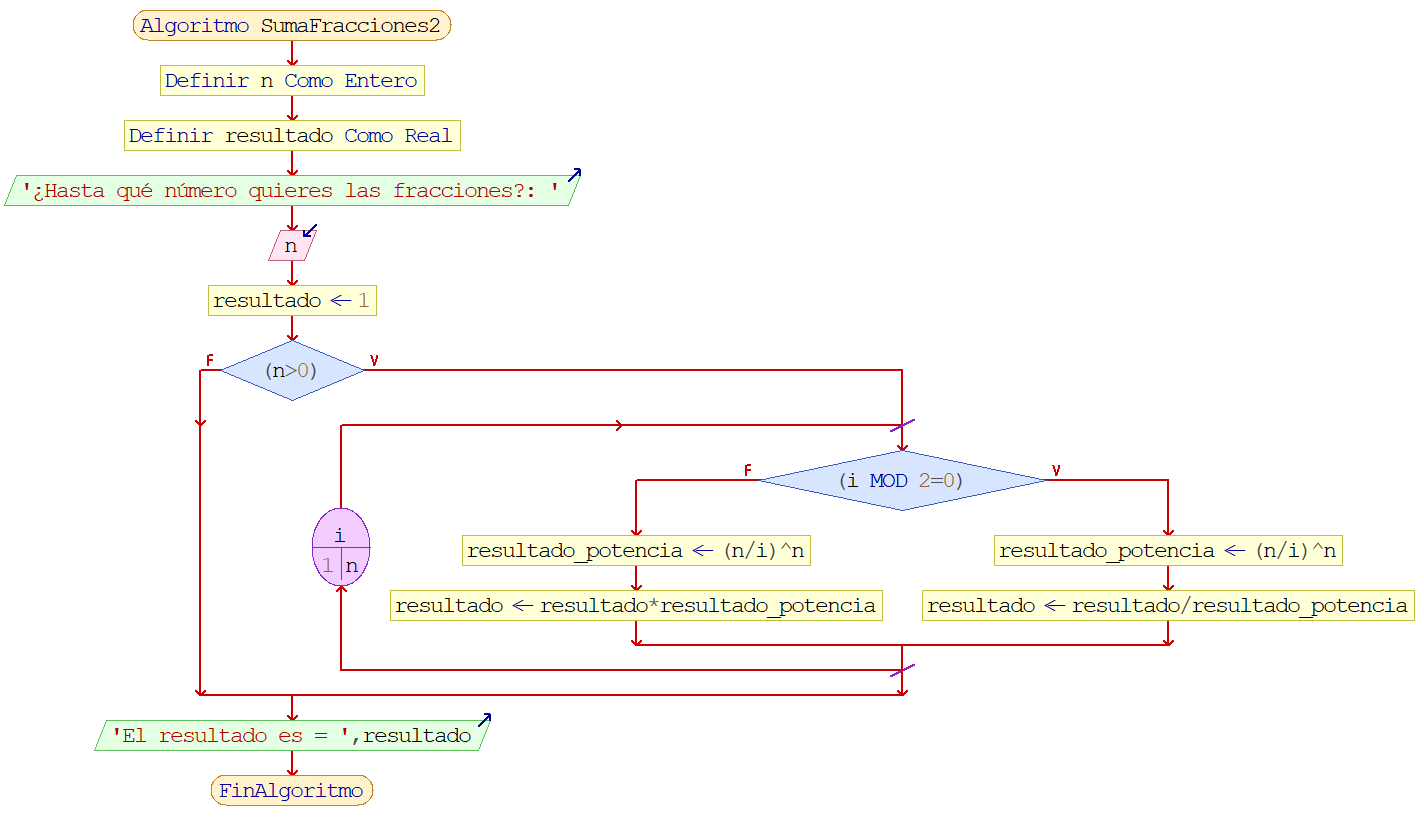 Algoritmo SumaFracciones2
Definir n Como Entero
Definir resultado Como Real
'¿Hasta qué número quieres las fracciones?: '
n
resultado ← 1
F
(n>0)
V
F
(i MOD 2=0)
V
i
1
n
resultado_potencia ← (n/i)^n
resultado ← resultado*resultado_potencia
resultado_potencia ← (n/i)^n
resultado ← resultado/resultado_potencia
'El resultado es = ',resultado
FinAlgoritmo